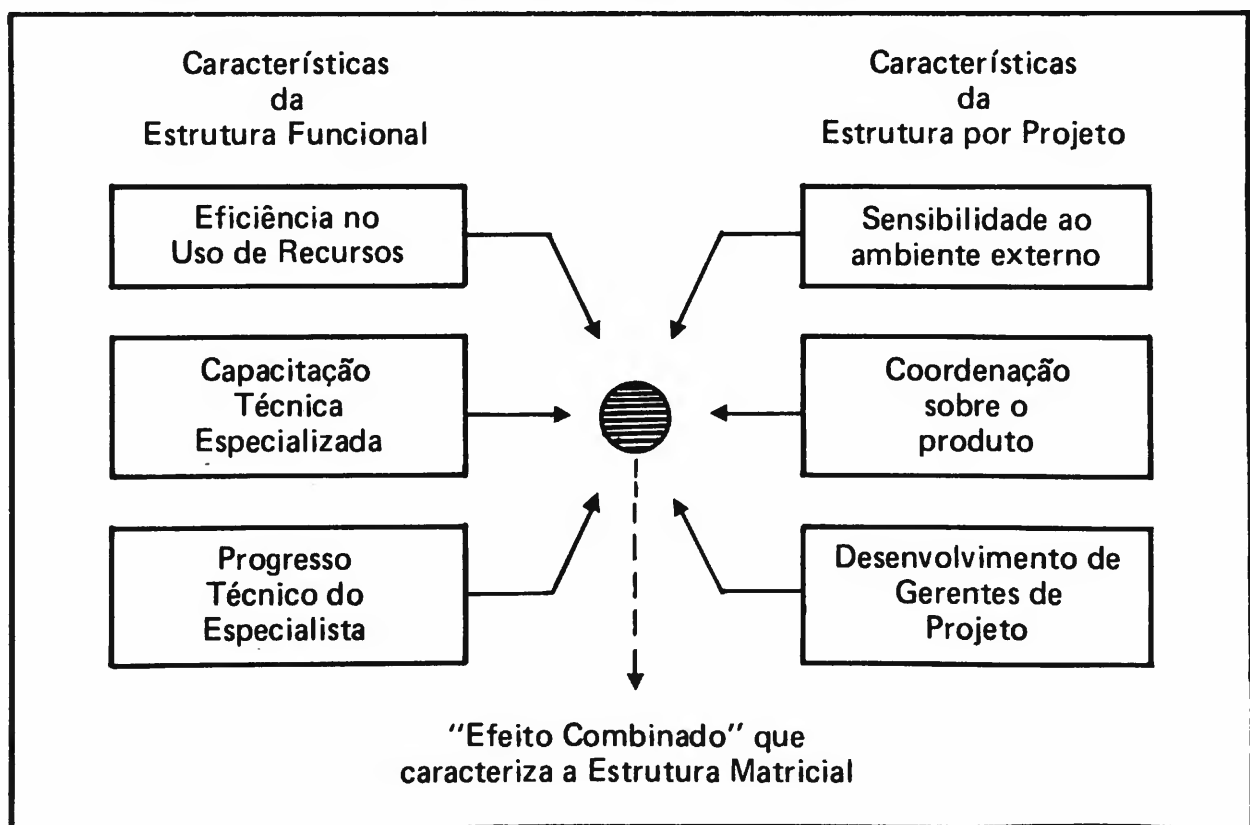 Características
da
Estrutura Funcional
Eficiência no
Uso de Recursos
Capacitação
Técnica
Especializada
Progresso
Técnico do
Especialista
Características
da
Estrutura por Projeto
Sensibilidade ao
ambiente externo
Coordenação
sobre o
produto
Desenvolvimento de
Gerentes de
Projeto
"Efeito Combinado" que
caracteriza a Estrutura Matricial